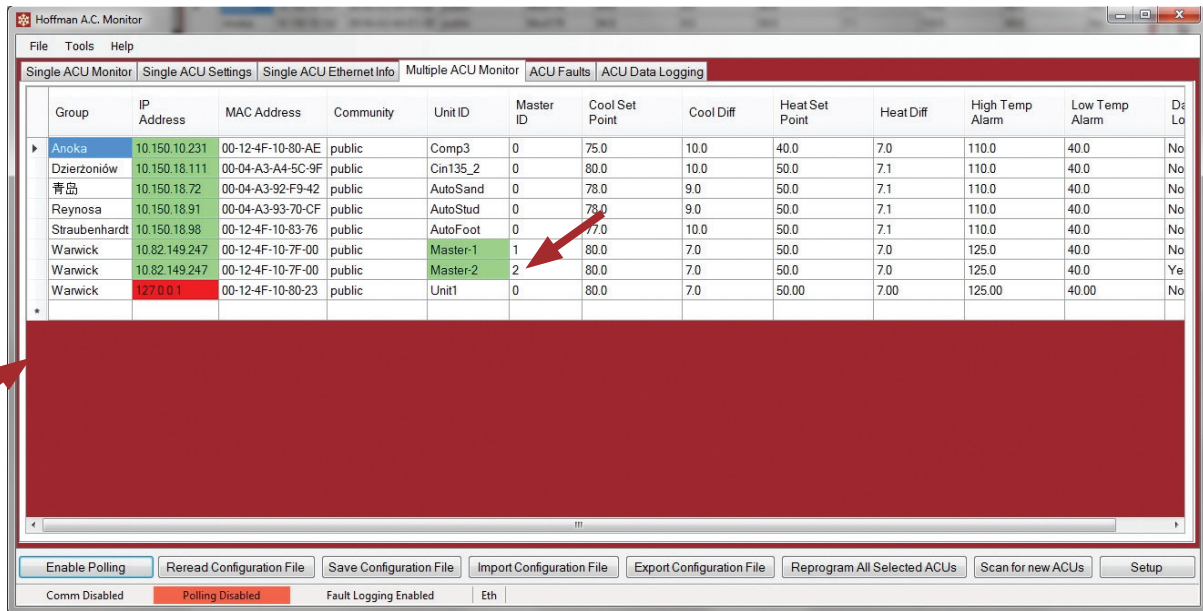 Hoffman A.C. Monitor
File Tools Help
Single ACU Monitor Single ACU Settings Single ACU Ethernet Info Multiple ACU Monitor ACU Faults ACU Data Logging
Group IP Address MAC Address Community Unit ID Master ID Cool Set Point Cool Diff Heat Set Point Heat Diff High Temp Alarm Low Temp Alarm Da Lo
Anoka 10.150.10.231 00-12-4F-10-80-AE public Comp3 0 75.0 10.0 40.0 7.0 110.0 40.0 No
Dzierżoniów 10.150.18.111 00-04-A3-A4-5C-9F public Cin135_2 0 80.0 10.0 50.0 7.1 110.0 40.0 No
青岛 10.150.18.72 00-04-A3-92-F9-42 public AutoSand 0 78.0 9.0 50.0 7.1 110.0 40.0 No
Reynosa 10.150.18.91 00-04-A3-93-70-CF public AutoStud 0 78.0 9.0 50.0 7.1 110.0 40.0 No
Straubenhardt 10.150.18.98 00-12-4F-10-83-76 public AutoFoot 0 77.0 10.0 50.0 7.1 110.0 40.0 No
Warwick 10.82.149.247 00-12-4F-10-7F-00 public Master-1 1 80.0 7.0 50.0 7.0 125.0 40.0 No
Warwick 10.82.149.247 00-12-4F-10-7F-00 public Master-2 2 80.0 7.0 50.0 7.0 125.0 40.0 Ye
Warwick 127.0.0.1 00-12-4F-10-80-23 public Unit1 0 80.0 7.0 50.00 7.00 125.00 40.00 No
Enable Polling Reread Configuration File Save Configuration File Import Configuration File Export Configuration File Reprogram All Selected ACUs Scan for new ACUs Setup
Comm Disabled Polling Disabled Fault Logging Enabled Eth